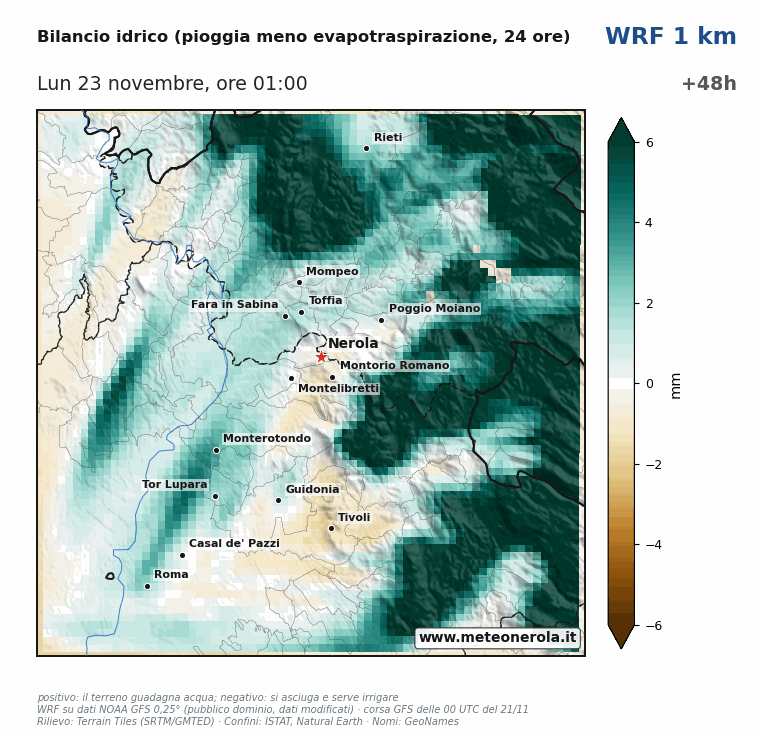 Bilancio idrico (pioggia meno evapotraspirazione, 24 ore)
WRF 1 km
Lun 23 novembre, ore 01:00
+48h
Rieti
Mompeo
Fara in Sabina
Toffia
Poggio Moiano
Nerola
Montorio Romano
Montelibretti
Monterotondo
Tor Lupara
Guidonia
Tivoli
Casal de' Pazzi
Roma
www.meteonerola.it
6
4
2
0
−2
−4
−6
mm
positivo: il terreno guadagna acqua; negativo: si asciuga e serve irrigare
WRF su dati NOAA GFS 0,25° (pubblico dominio, dati modificati) · corsa GFS delle 00 UTC del 21/11
Rilievo: Terrain Tiles (SRTM/GMTED) · Confini: ISTAT, Natural Earth · Nomi: GeoNames